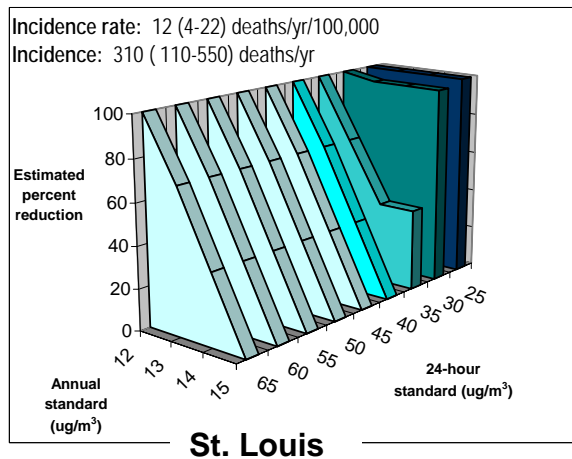 Incidence rate: 12 (4-22) deaths/yr/100,000
Incidence: 310 ( 110-550) deaths/yr
100
80
60
40
20
0
Estimated
percent
reduction
12
13
14
15
65
60
55
50
45
40
35
30
25
Annual
standard
(ug/m³)
24-hour
standard (ug/m³)
St. Louis